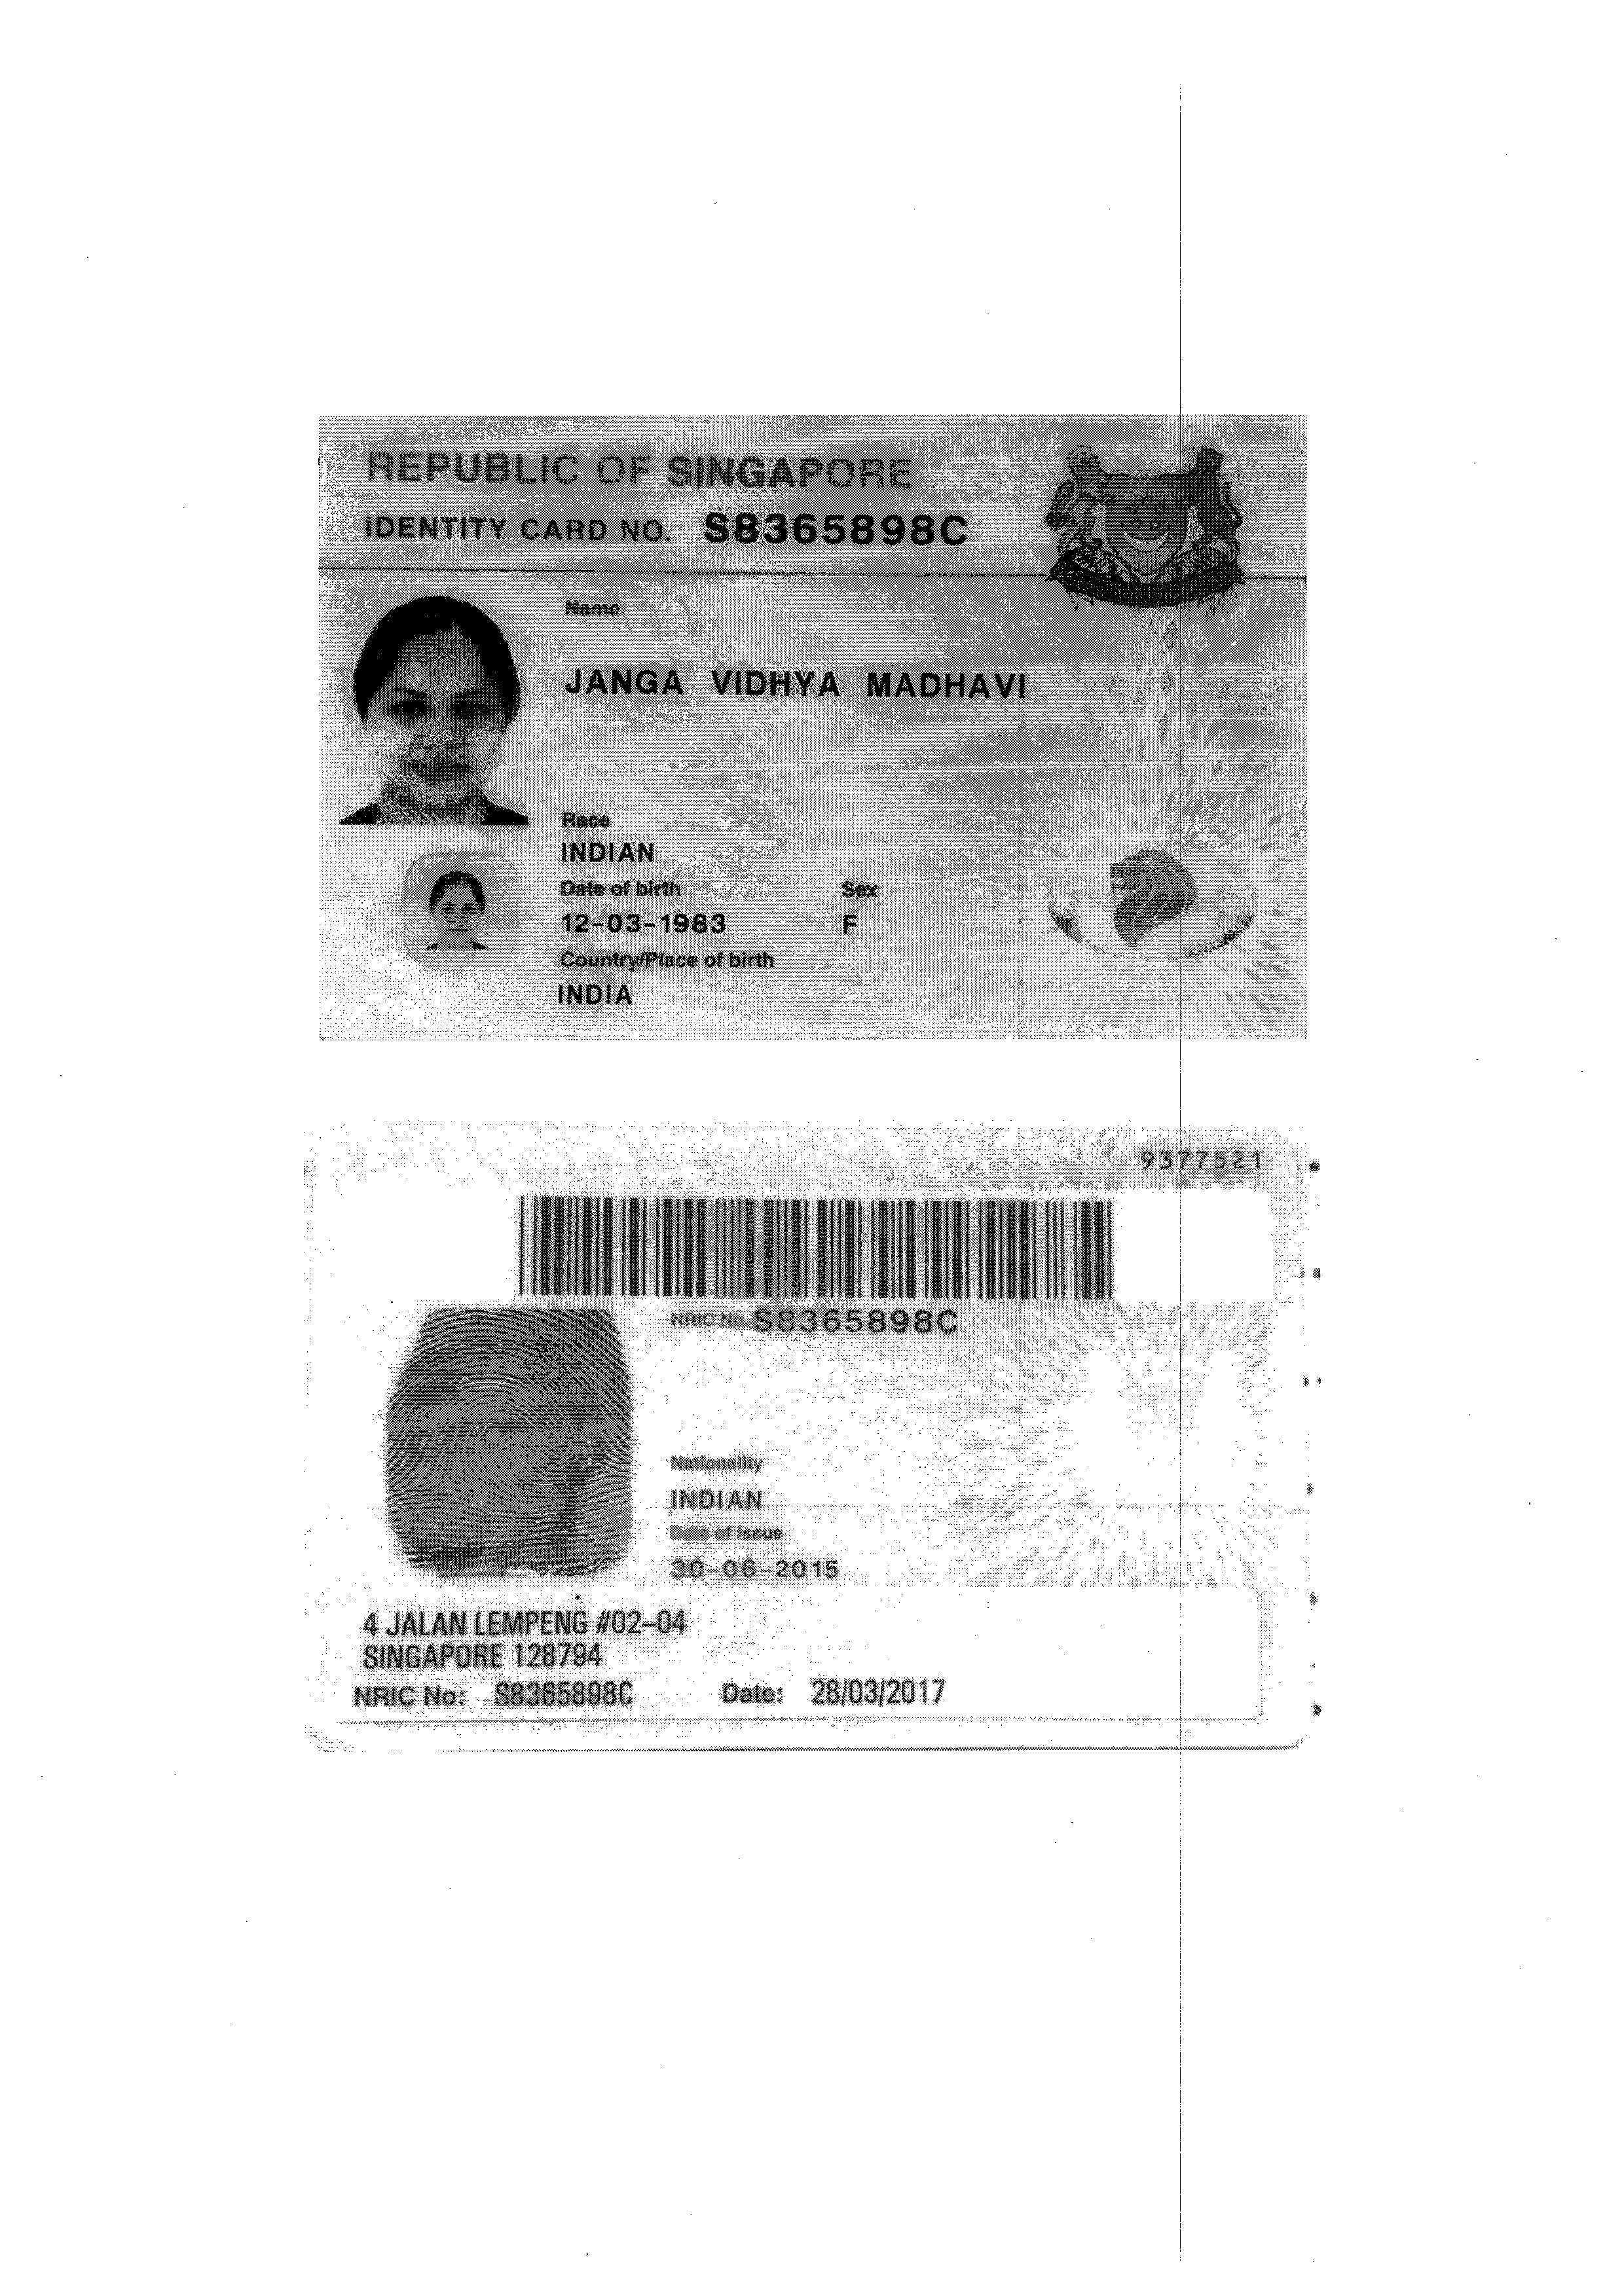 REPUBLIC OF SINGAPORE
IDENTITY CARD NO. S8365898C
Name
JANGA VIDHYA MADHAVI
Race
INDIAN
Date of birth Sex
12-03-1983 F
Country/Place of birth
INDIA
9377521
NRIC No. S8365898C
Nationality
INDIAN
Date of Issue
30-06-2015
4 JALAN LEMPENG #02-04
SINGAPORE 128794
NRIC No: S8365898C Date: 28/03/2017